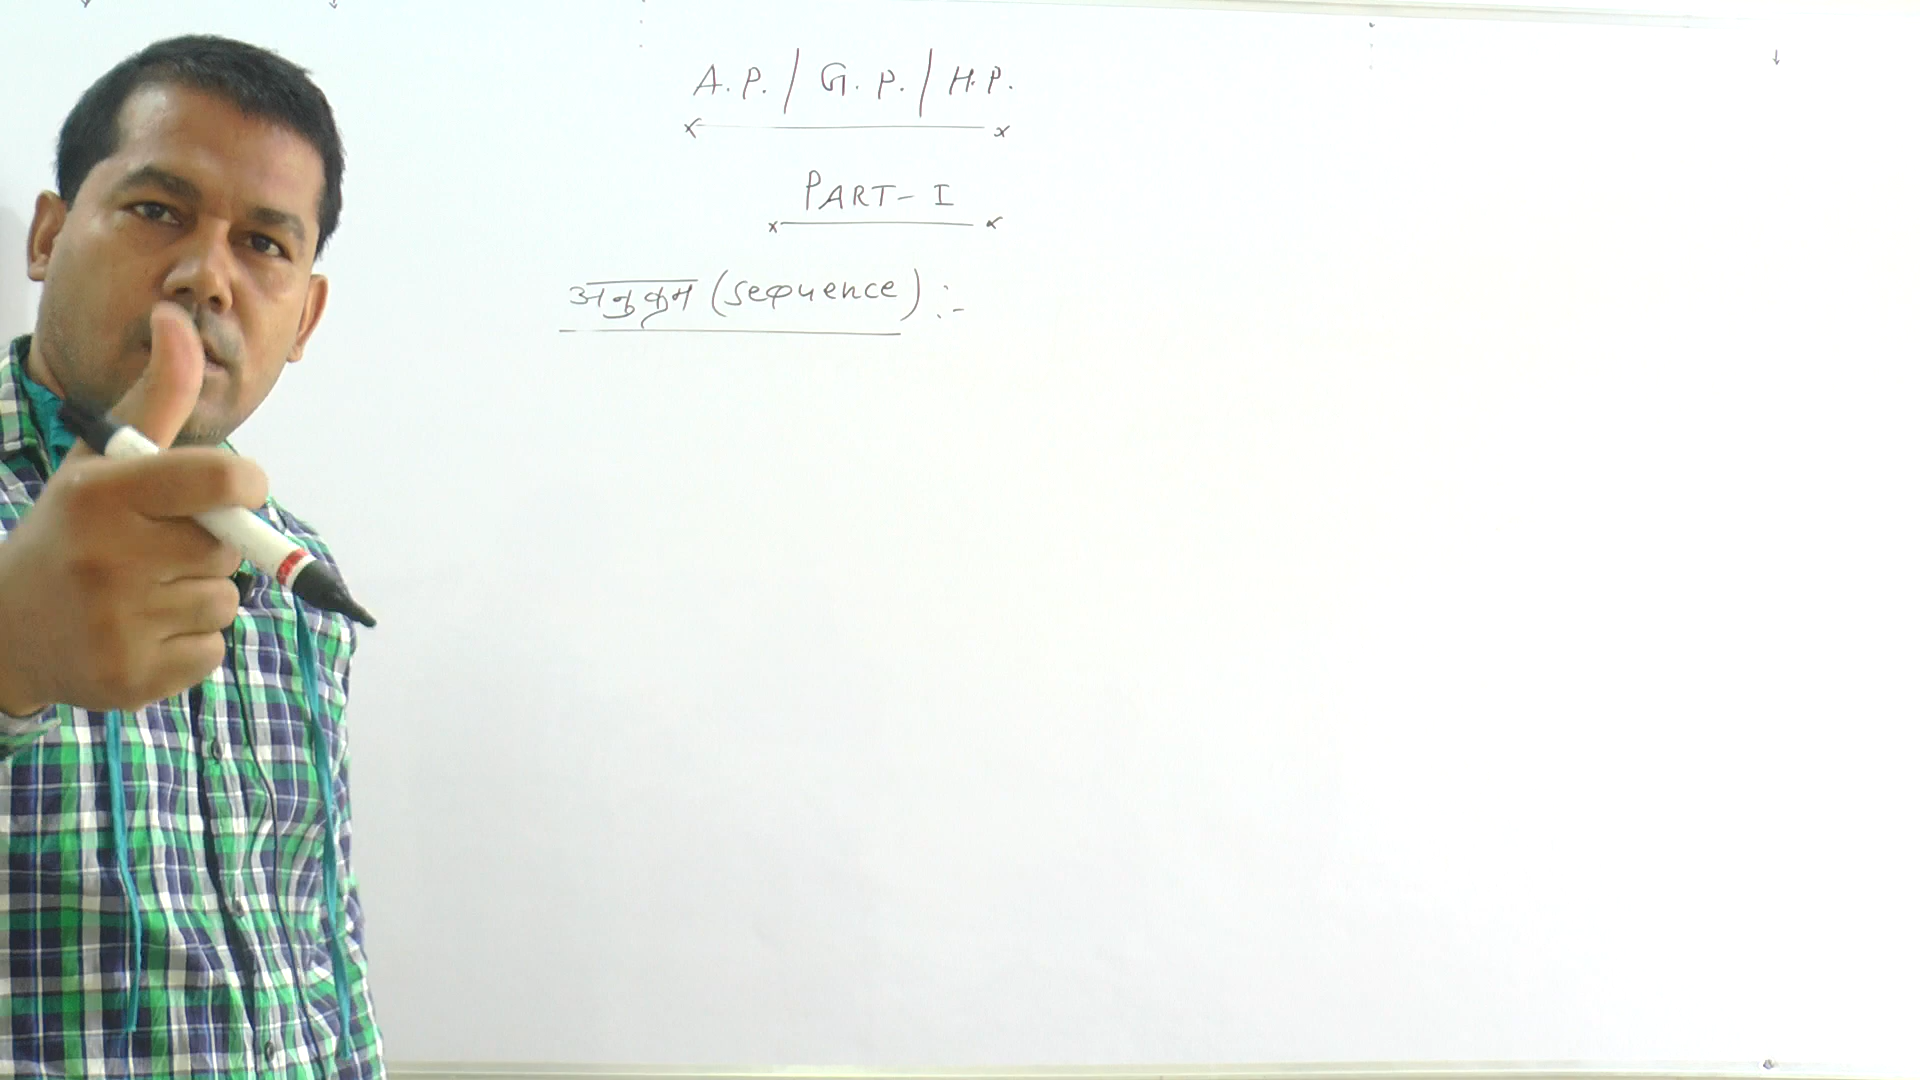 A.P. / G.P. / H.P.
PART-I
अनुक्रम (sequence) :-